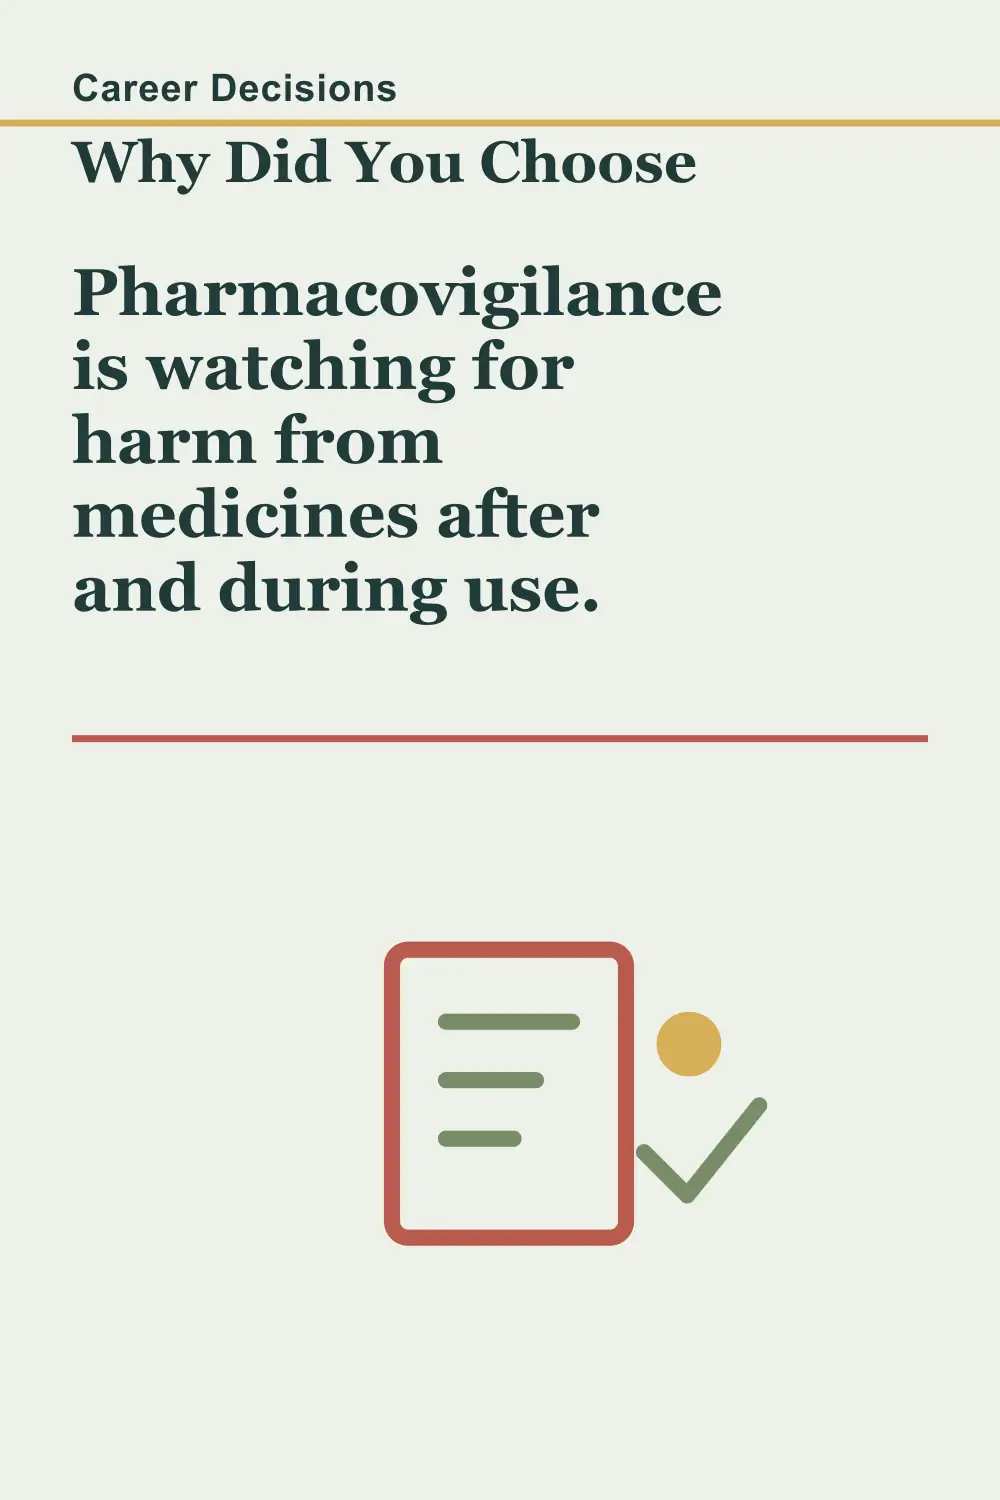 Career Decisions
Why Did You Choose
Pharmacovigilance
is watching for
harm from
medicines after
and during use.